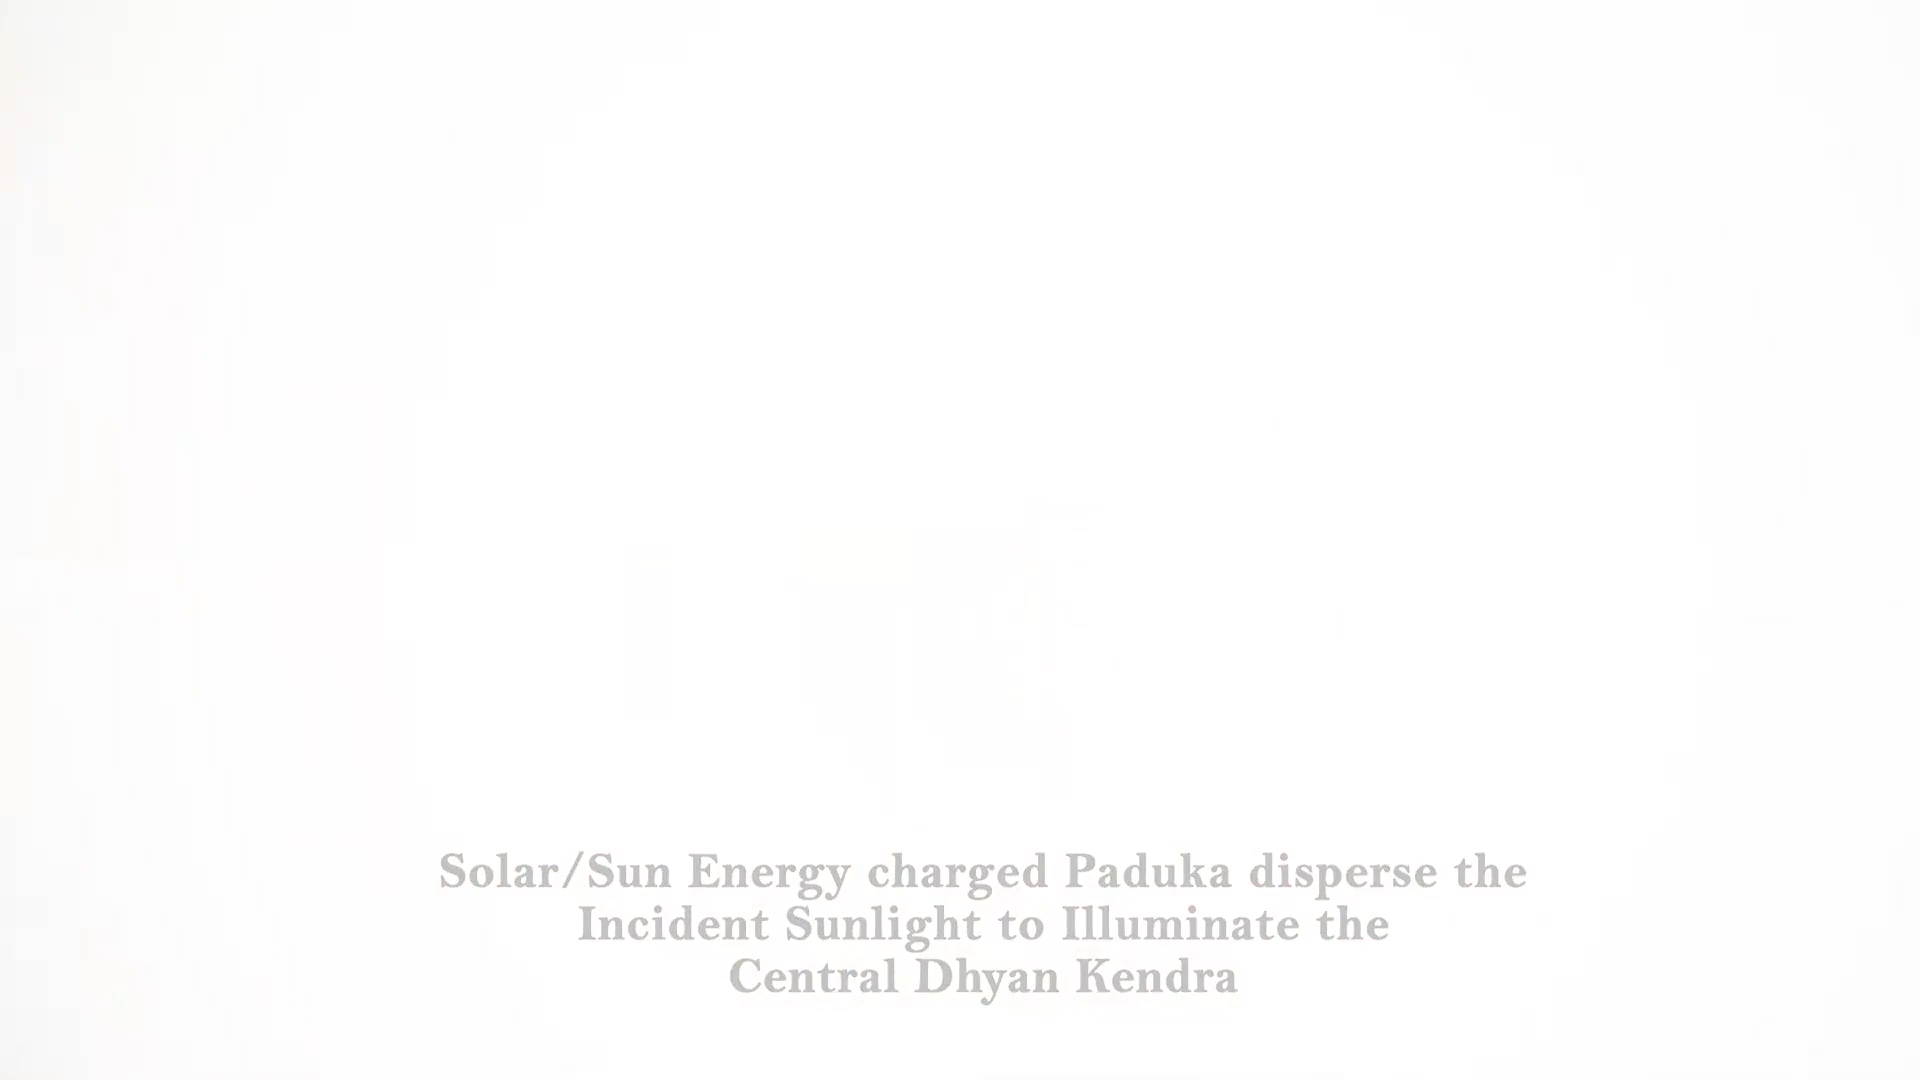 Solar/Sun Energy charged Paduka disperse the
Incident Sunlight to Illuminate the
Central Dhyan Kendra